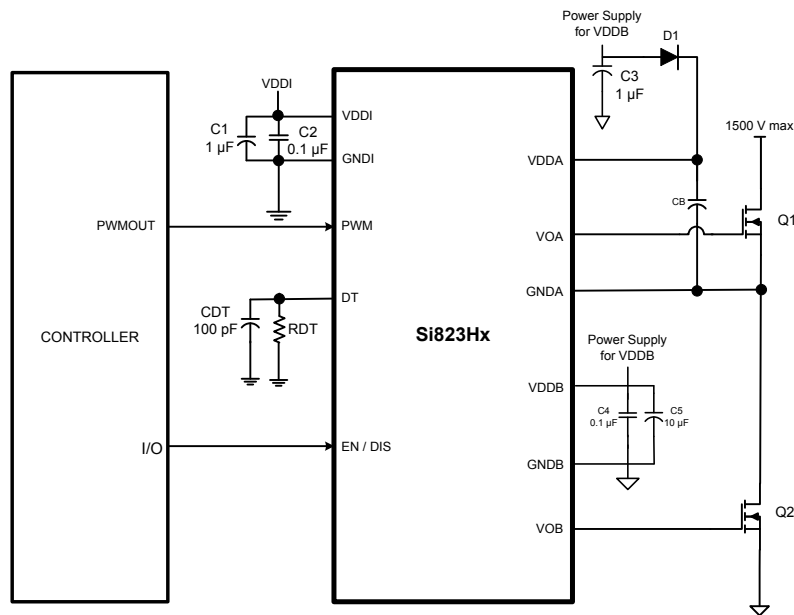 Power Supply
for VDDB
D1
C3
1 µF
VDDI
C1
1 µF
C2
0.1 µF
VDDI
GNDI
1500 V max
VDDA
CB
PWMOUT
PWM
VOA
Q1
DT
GNDA
CDT
100 pF
RDT
CONTROLLER
Si823Hx
Power Supply
for VDDB
VDDB
C4
0.1 µF
C5
10 µF
I/O
EN / DIS
GNDB
VOB
Q2